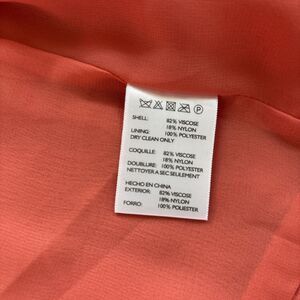 P
SHELL: 82% VISCOSE
18% NYLON
LINING: 100% POLYESTER
DRY CLEAN ONLY
COQUILLE: 82% VISCOSE
18% NYLON
DOUBLURE: 100% POLYESTER
NETTOYER A SEC SEULEMENT
HECHO EN CHINA
EXTERIOR: 82% VISCOSE
18% NYLON
FORRO: 100% POLIESTER